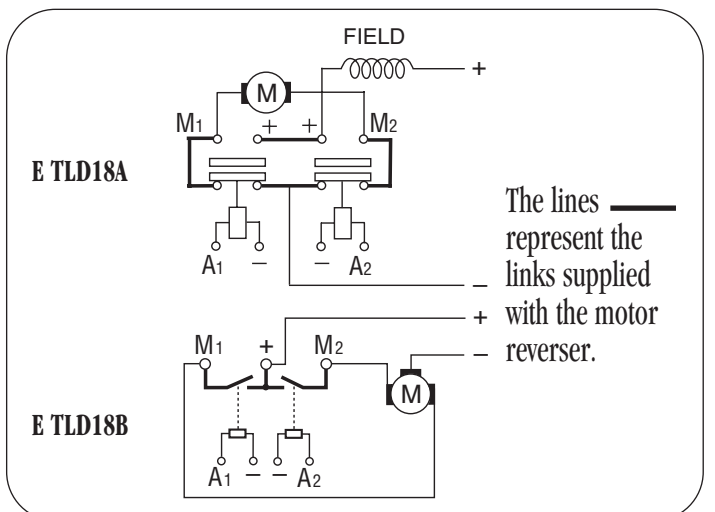 FIELD
+
M
M1 + + M2
E TLD18A
A1 − − A2
The lines
represent the
links supplied
with the motor
reverser.
−
+
−
M1 + M2
M
E TLD18B
A1 − − A2